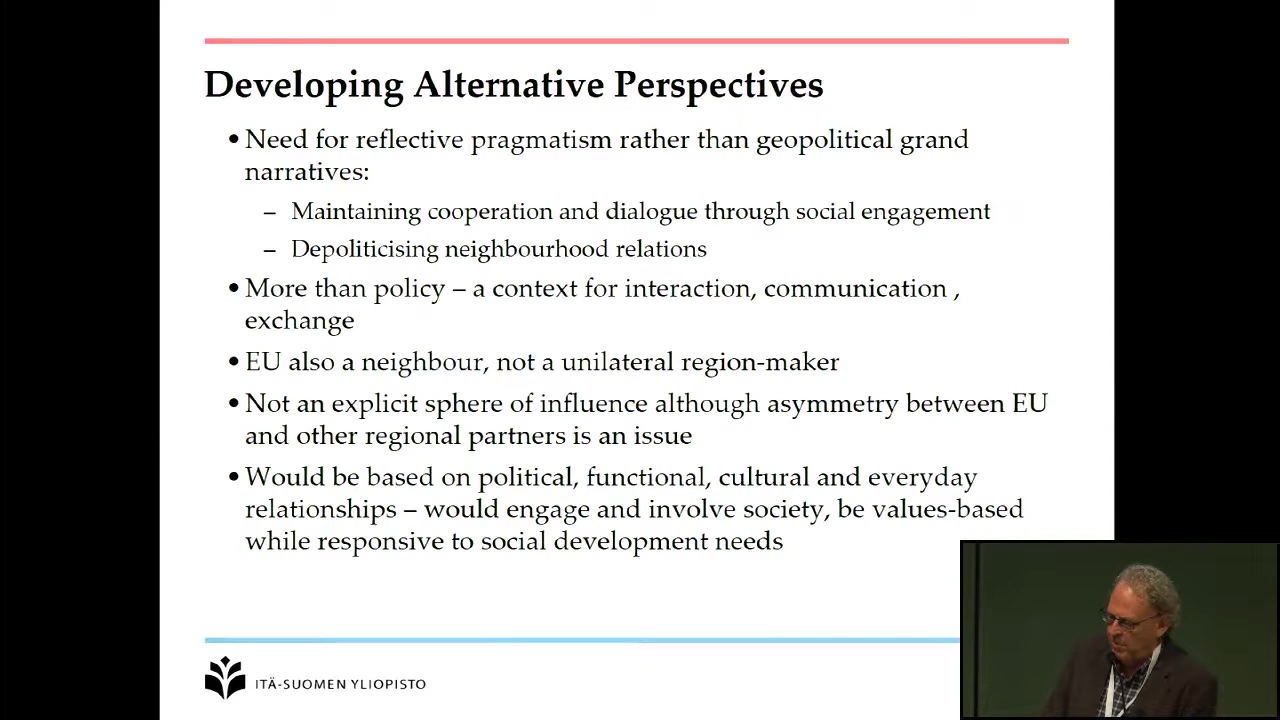 Developing Alternative Perspectives
• Need for reflective pragmatism rather than geopolitical grand
narratives:
– Maintaining cooperation and dialogue through social engagement
– Depoliticising neighbourhood relations
• More than policy – a context for interaction, communication ,
exchange
• EU also a neighbour, not a unilateral region-maker
• Not an explicit sphere of influence although asymmetry between EU
and other regional partners is an issue
• Would be based on political, functional, cultural and everyday
relationships – would engage and involve society, be values-based
while responsive to social development needs
ITÄ-SUOMEN YLIOPISTO